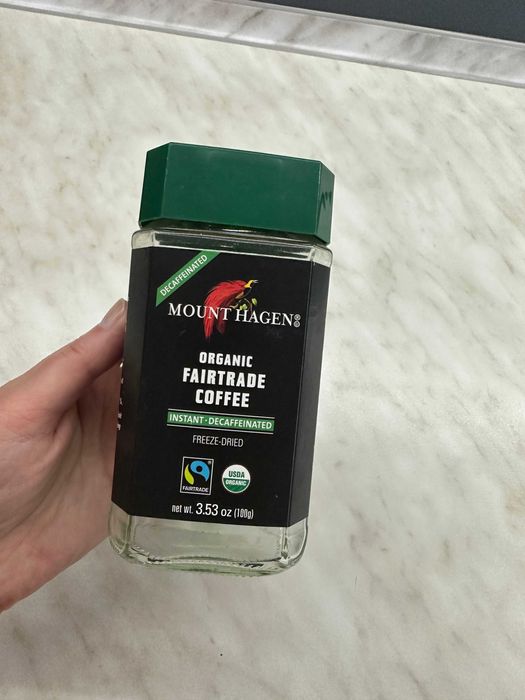 DECAFFEINATED
MOUNT HAGEN®
ORGANIC
FAIRTRADE
COFFEE
INSTANT · DECAFFEINATED
FREEZE-DRIED
FAIRTRADE
USDA
ORGANIC
net wt. 3.53 oz (100g)